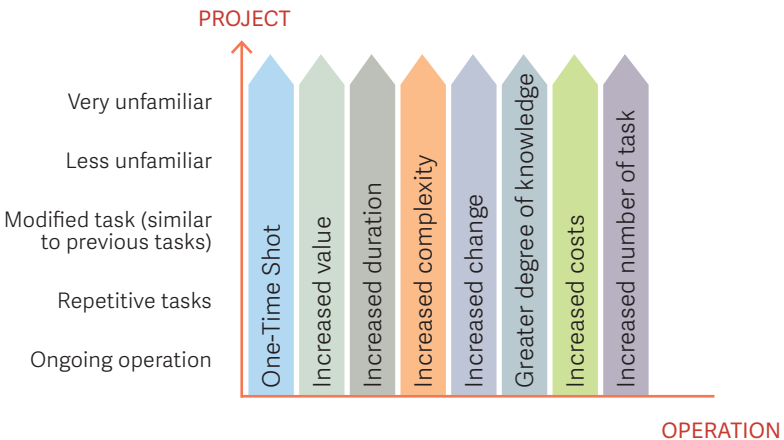 PROJECT
Very unfamiliar
Less unfamiliar
Modified task (similar
to previous tasks)
Repetitive tasks
Ongoing operation
One-Time Shot
Increased value
Increased duration
Increased complexity
Increased change
Greater degree of knowledge
Increased costs
Increased number of task
OPERATION